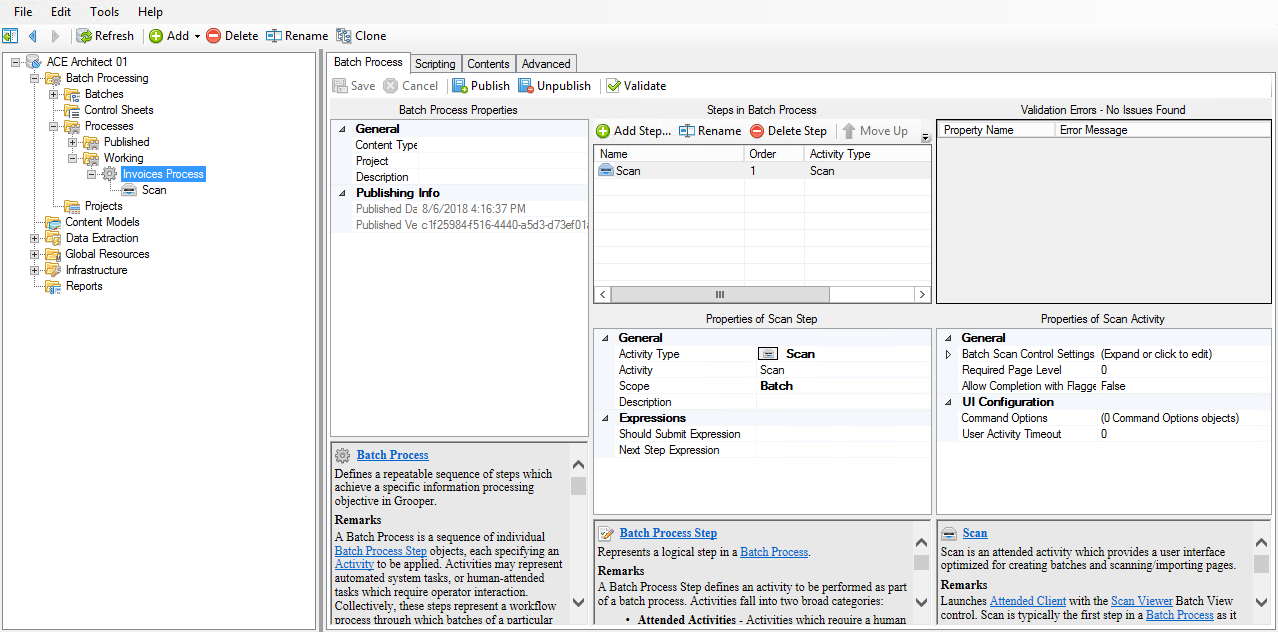 File Edit Tools Help
Refresh Add Delete Rename Clone
ACE Architect 01
Batch Processing
Batches
Control Sheets
Processes
Published
Working
Invoices Process
Scan
Projects
Content Models
Data Extraction
Global Resources
Infrastructure
Reports
Batch Process Scripting Contents Advanced
Save Cancel Publish Unpublish Validate
Batch Process Properties
General
Content Type
Project
Description
Publishing Info
Published Da 8/6/2018 4:16:37 PM
Published Ve c1f25984-f516-4440-a5d3-d73ef01a
Batch Process
Defines a repeatable sequence of steps which
achieve a specific information processing
objective in Grooper.
Remarks
A Batch Process is a sequence of individual
Batch Process Step objects, each specifying an
Activity to be applied. Activities may represent
automated system tasks, or human-attended
tasks which require operator interaction.
Collectively, these steps represent a workflow
process through which batches of a particular
Steps in Batch Process
Add Step... Rename Delete Step Move Up
Name Order Activity Type
Scan 1 Scan
Properties of Scan Step
General
Activity Type Scan
Activity Scan
Scope Batch
Description
Expressions
Should Submit Expression
Next Step Expression
Batch Process Step
Represents a logical step in a Batch Process.
Remarks
A Batch Process Step defines an activity to be performed as part
of a batch process. Activities fall into two broad categories:
• Attended Activities - Activities which require a human
Validation Errors - No Issues Found
Property Name Error Message
Properties of Scan Activity
General
Batch Scan Control Settings (Expand or click to edit)
Required Page Level 0
Allow Completion with Flagge False
UI Configuration
Command Options (0 Command Options objects)
User Activity Timeout 0
Scan
Scan is an attended activity which provides a user interface
optimized for creating batches and scanning/importing pages.
Remarks
Launches Attended Client with the Scan Viewer Batch View
control. Scan is typically the first step in a Batch Process as it